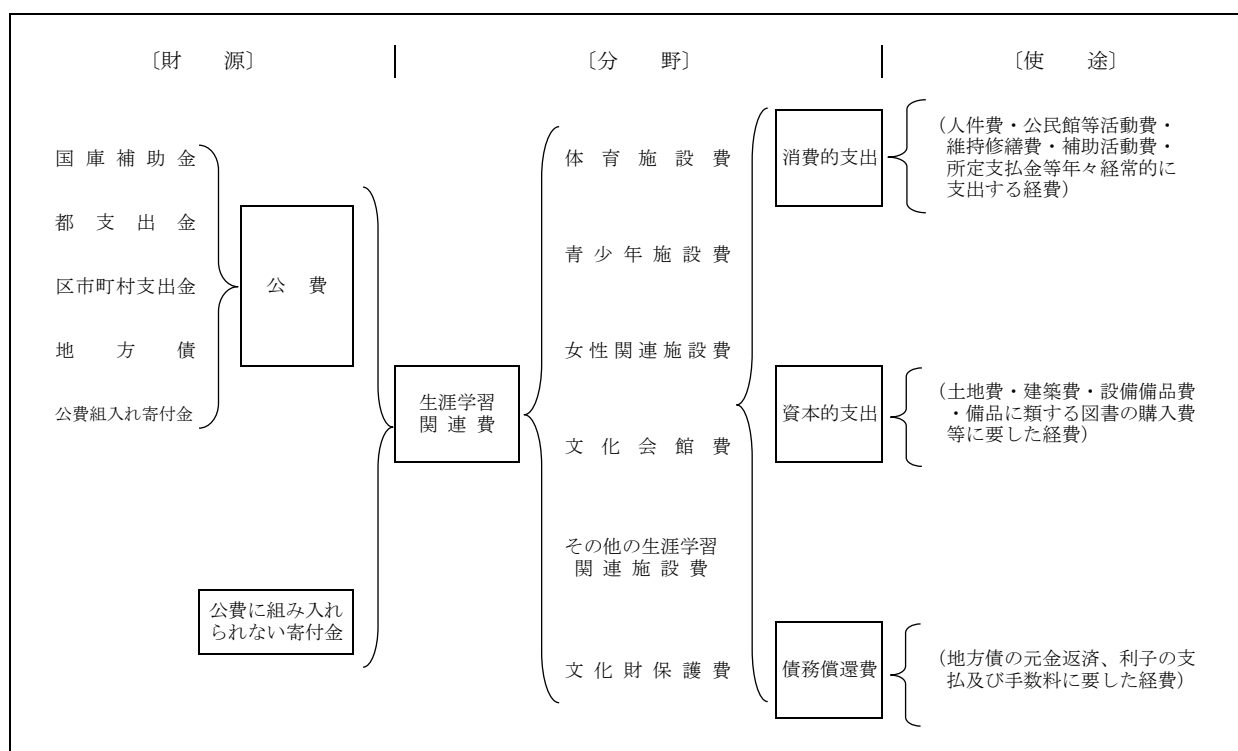 〔財　源〕
〔分　野〕
〔使　途〕
国庫補助金
都支出金
区市町村支出金
地方債
公費組入れ寄付金
公　費
公費に組み入れ
られない寄付金
生涯学習
関連費
体育施設費
青少年施設費
女性関連施設費
文化会館費
その他の生涯学習
関連施設費
文化財保護費
消費的支出
(人件費・公民館等活動費・
維持修繕費・補助活動費・
所定支払金等年々経常的に
支出する経費)
資本的支出
(土地費・建築費・設備備品費
・備品に類する図書の購入費
等に要した経費)
債務償還費
(地方債の元金返済、利子の支
払及び手数料に要した経費)